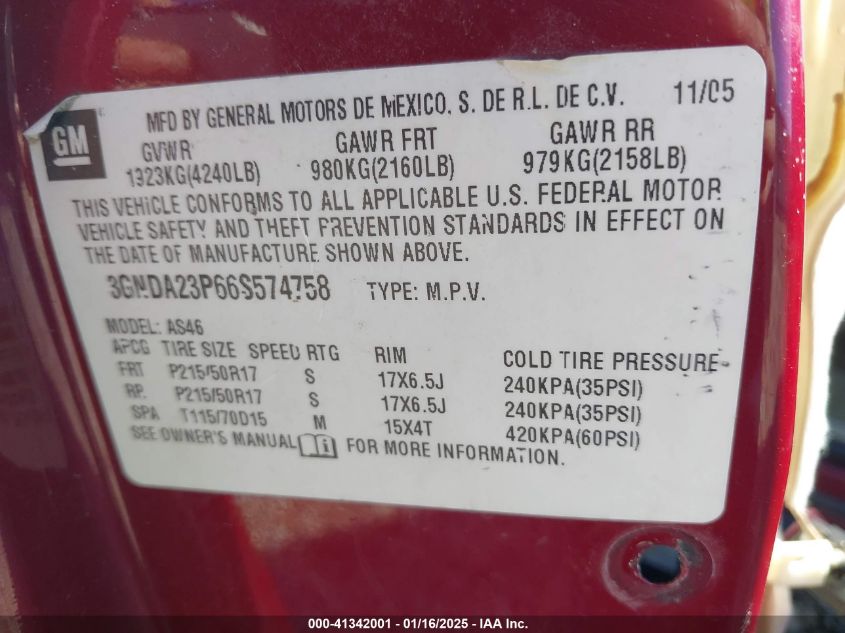 GM
MFD BY GENERAL MOTORS DE MEXICO, S. DE R.L. DE C.V. 11/05
GVWR GAWR FRT GAWR RR
1923KG(4240LB) 980KG(2160LB) 979KG(2158LB)
THIS VEHICLE CONFORMS TO ALL APPLICABLE U.S. FEDERAL MOTOR
VEHICLE SAFETY AND THEFT PREVENTION STANDARDS IN EFFECT ON
THE DATE OF MANUFACTURE SHOWN ABOVE.
3GNDA23P66S574758 TYPE: M.P.V.
MODEL: AS46
APCG TIRE SIZE SPEED RTG RIM COLD TIRE PRESSURE
FRT P215/50R17 S 17X6.5J 240KPA(35PSI)
RR P215/50R17 S 17X6.5J 240KPA(35PSI)
SPA T115/70D15 M 15X4T 420KPA(60PSI)
SEE OWNER'S MANUAL i FOR MORE INFORMATION.
000-41342001 - 01/16/2025 - IAA Inc.